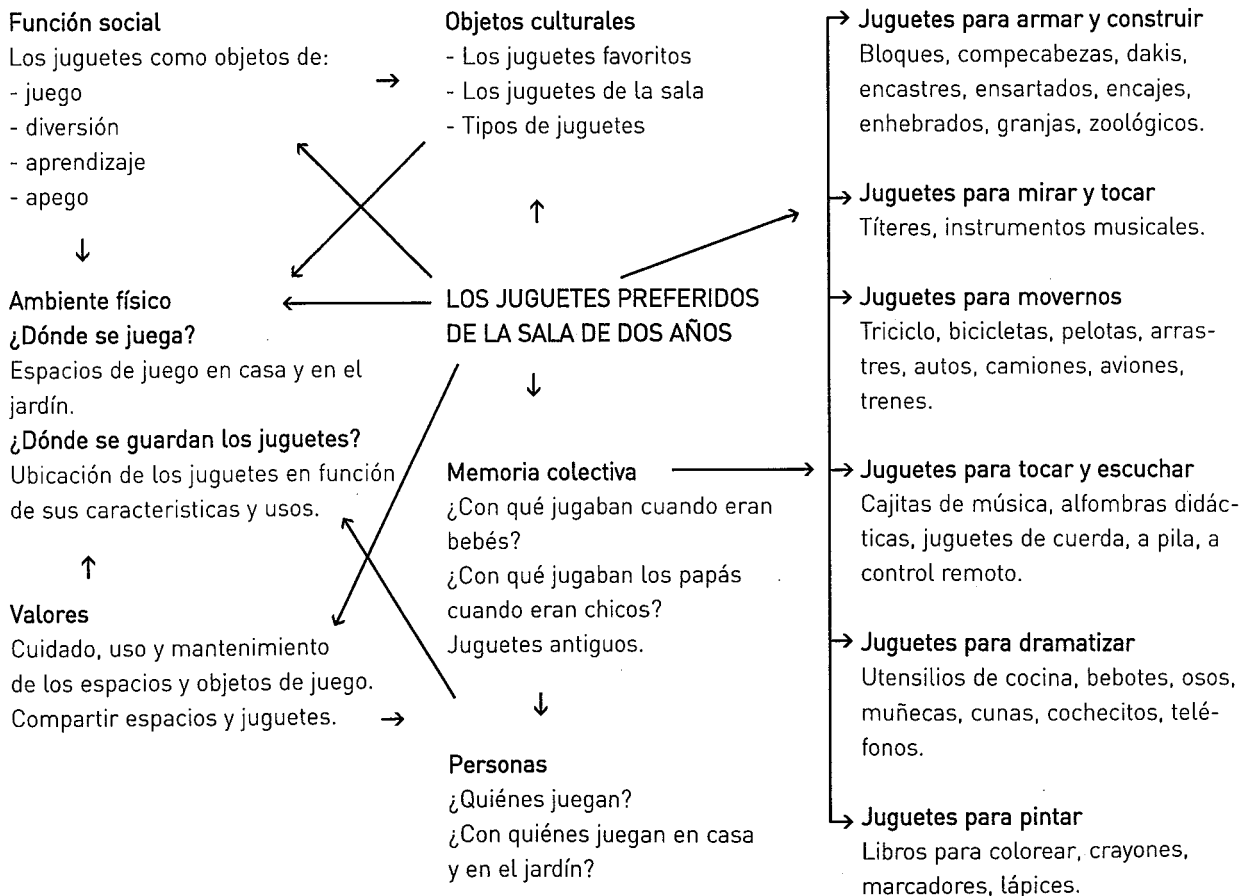 Función social
Los juguetes como objetos de:
- juego
- diversión
- aprendizaje
- apego
Ambiente físico
¿Dónde se juega?
Espacios de juego en casa y en el
jardín.
¿Dónde se guardan los juguetes?
Ubicación de los juguetes en función
de sus caracteristicas y usos.
Valores
Cuidado, uso y mantenimiento
de los espacios y objetos de juego.
Compartir espacios y juguetes.
Objetos culturales
- Los juguetes favoritos
- Los juguetes de la sala
- Tipos de juguetes
LOS JUGUETES PREFERIDOS
DE LA SALA DE DOS AÑOS
Memoria colectiva
¿Con qué jugaban cuando eran
bebés?
¿Con qué jugaban los papás
cuando eran chicos?
Juguetes antiguos.
Personas
¿Quiénes juegan?
¿Con quiénes juegan en casa
y en el jardín?
Juguetes para armar y construir
Bloques, compecabezas, dakis,
encastres, ensartados, encajes,
enhebrados, granjas, zoológicos.
Juguetes para mirar y tocar
Títeres, instrumentos musicales.
Juguetes para movernos
Triciclo, bicicletas, pelotas, arras-
tres, autos, camiones, aviones,
trenes.
Juguetes para tocar y escuchar
Cajitas de música, alfombras didác-
ticas, juguetes de cuerda, a pila, a
control remoto.
Juguetes para dramatizar
Utensilios de cocina, bebotes, osos,
muñecas, cunas, cochecitos, telé-
fonos.
Juguetes para pintar
Libros para colorear, crayones,
marcadores, lápices.